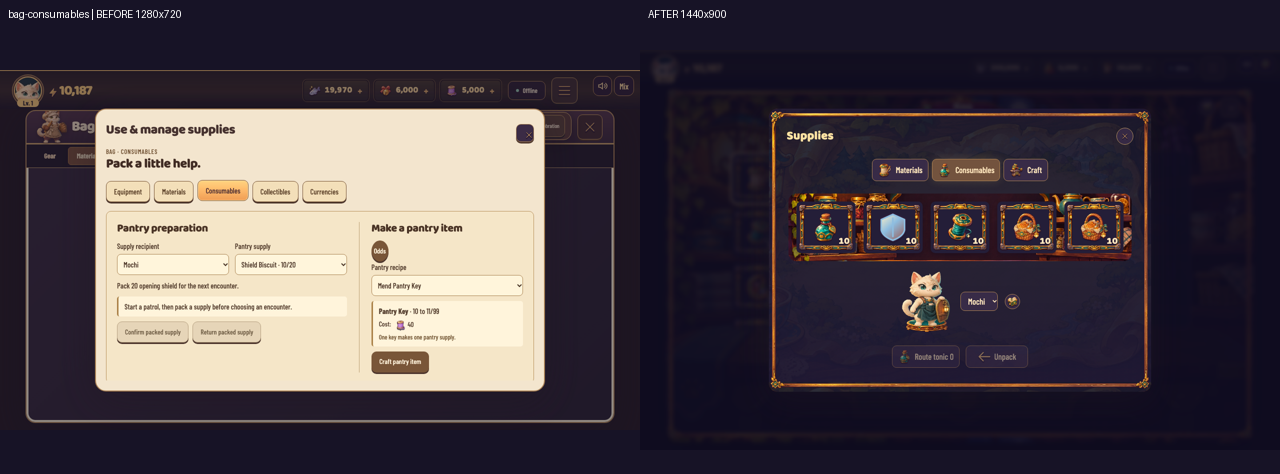 bag-consumables | BEFORE 1280x720
AFTER 1440x900
Lv. 1
10,187
19,970 +
6,000 +
5,000 +
Offline
Mix
Bag
Gear
Use & manage supplies
BAG · CONSUMABLES
Pack a little help.
Equipment
Materials
Consumables
Collectibles
Currencies
Pantry preparation
Supply recipient
Pantry supply
Mochi
Shield Biscuit · 10/20
Pack 20 opening shield for the next encounter.
Start a patrol, then pack a supply before choosing an encounter.
Confirm packed supply
Return packed supply
Make a pantry item
Odds
Pantry recipe
Mend Pantry Key
Pantry Key · 10 to 11/99
Cost: 40
One key makes one pantry supply.
Craft pantry item
Supplies
Materials
Consumables
Craft
10
10
10
10
10
Mochi
Route tonic 0
Unpack